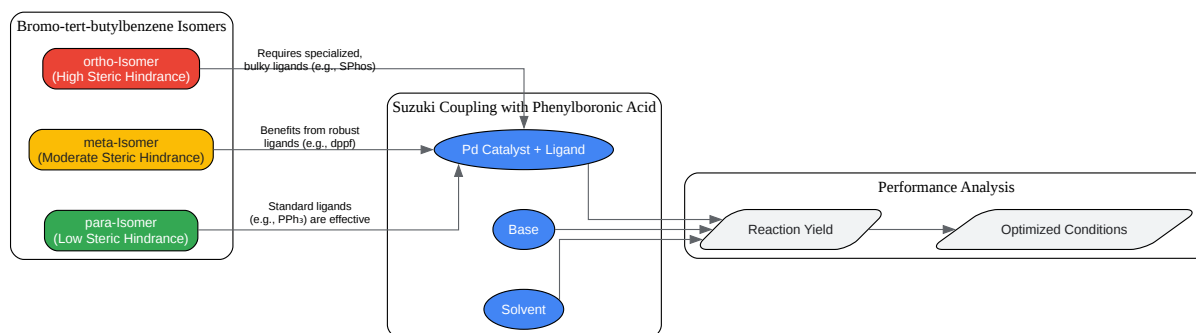 Bromo-tert-butylbenzene Isomers
ortho-Isomer
(High Steric Hindrance)
Requires specialized,
bulky ligands (e.g., SPhos)
Suzuki Coupling with Phenylboronic Acid
meta-Isomer
(Moderate Steric Hindrance)
Benefits from robust
ligands (e.g., dppf)
Pd Catalyst + Ligand
para-Isomer
(Low Steric Hindrance)
Standard ligands
(e.g., PPh₃) are effective
Base
Solvent
Performance Analysis
Reaction Yield
Optimized Conditions